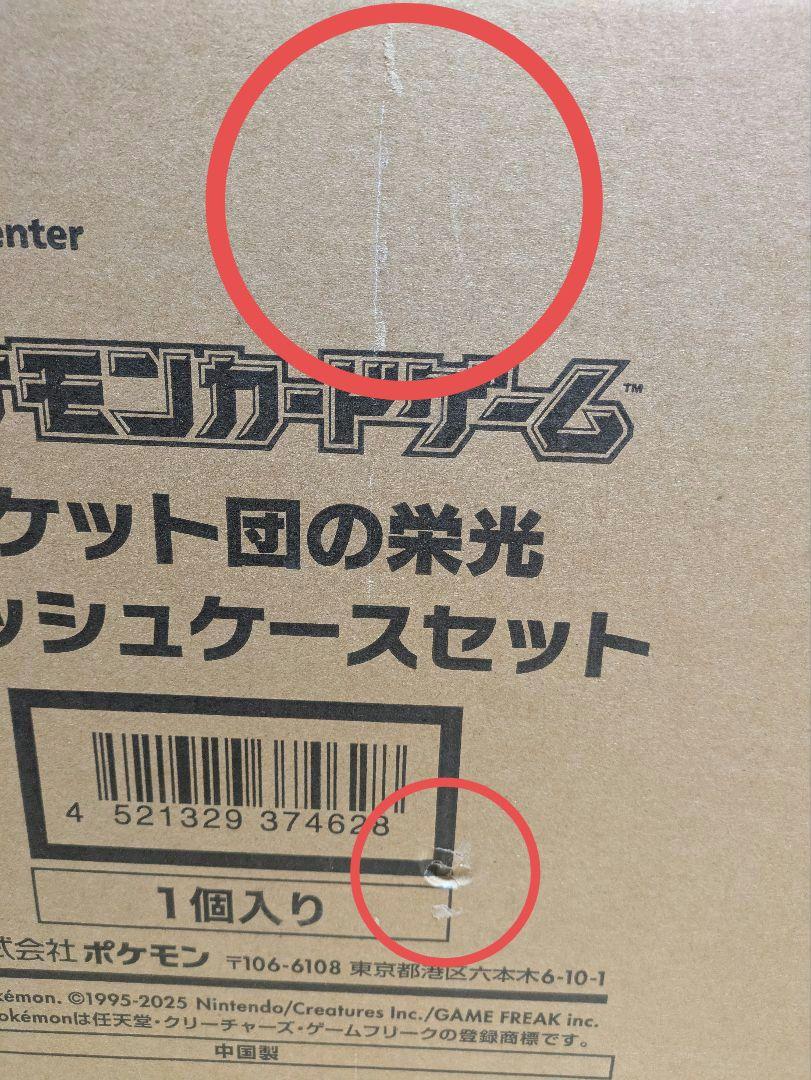 enter
モンカードゲーム™
ケット団の栄光
ッシュケースセット
4 521329 374628
1個入り
式会社 ポケモン 〒106-6108 東京都港区六本木6-10-1
kémon. ©1995-2025 Nintendo/Creatures Inc./GAME FREAK inc.
okémonは任天堂・クリーチャーズ・ゲームフリークの登録商標です。
中国製